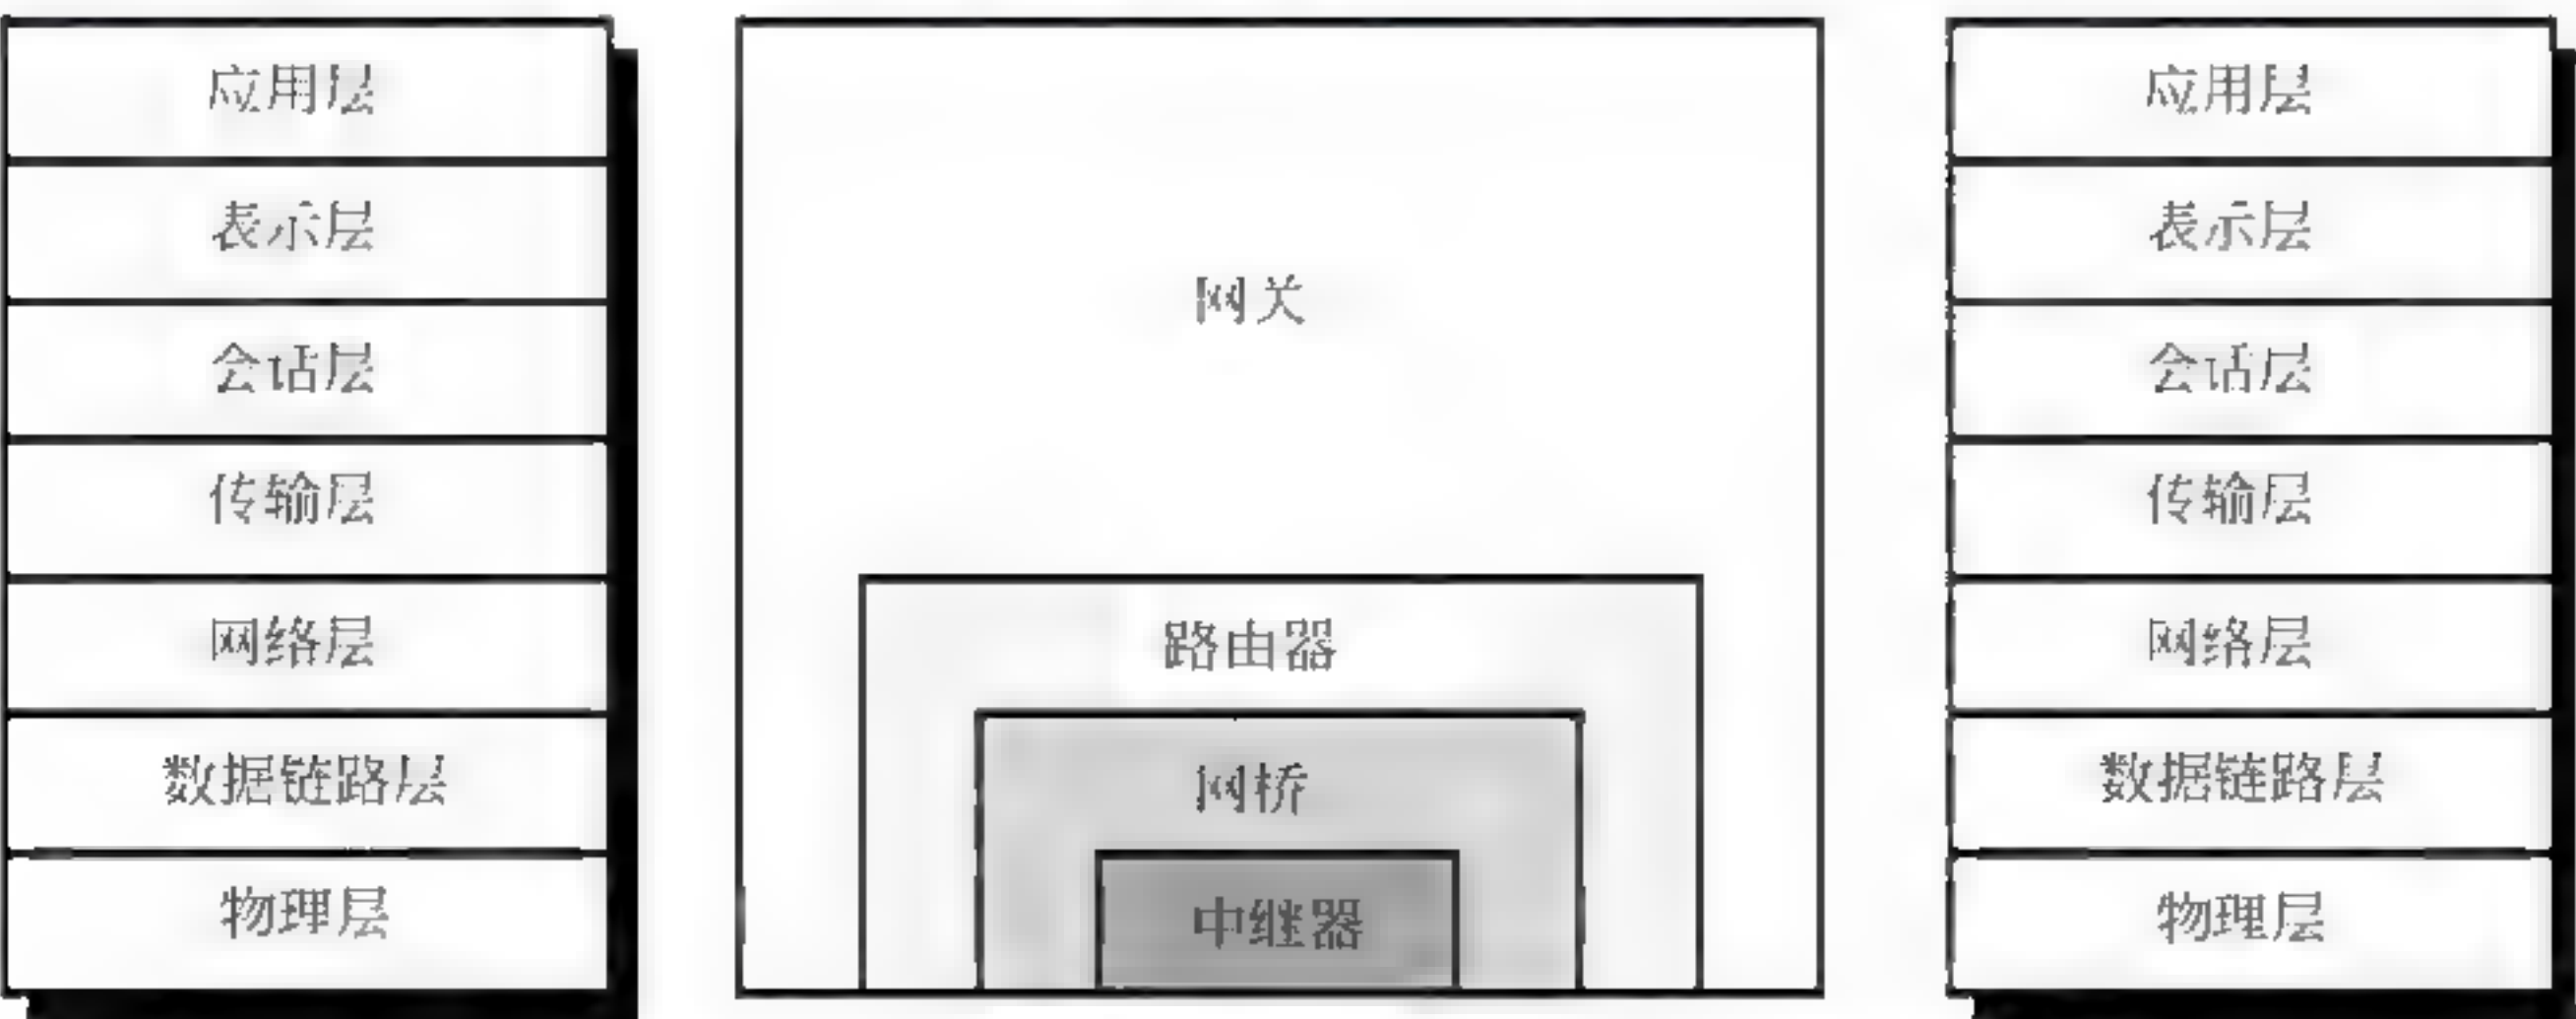 应用层
表示层
会话层
传输层
网络层
数据链路层
物理层
网关
路由器
网桥
中继器
应用层
表示层
会话层
传输层
网络层
数据链路层
物理层